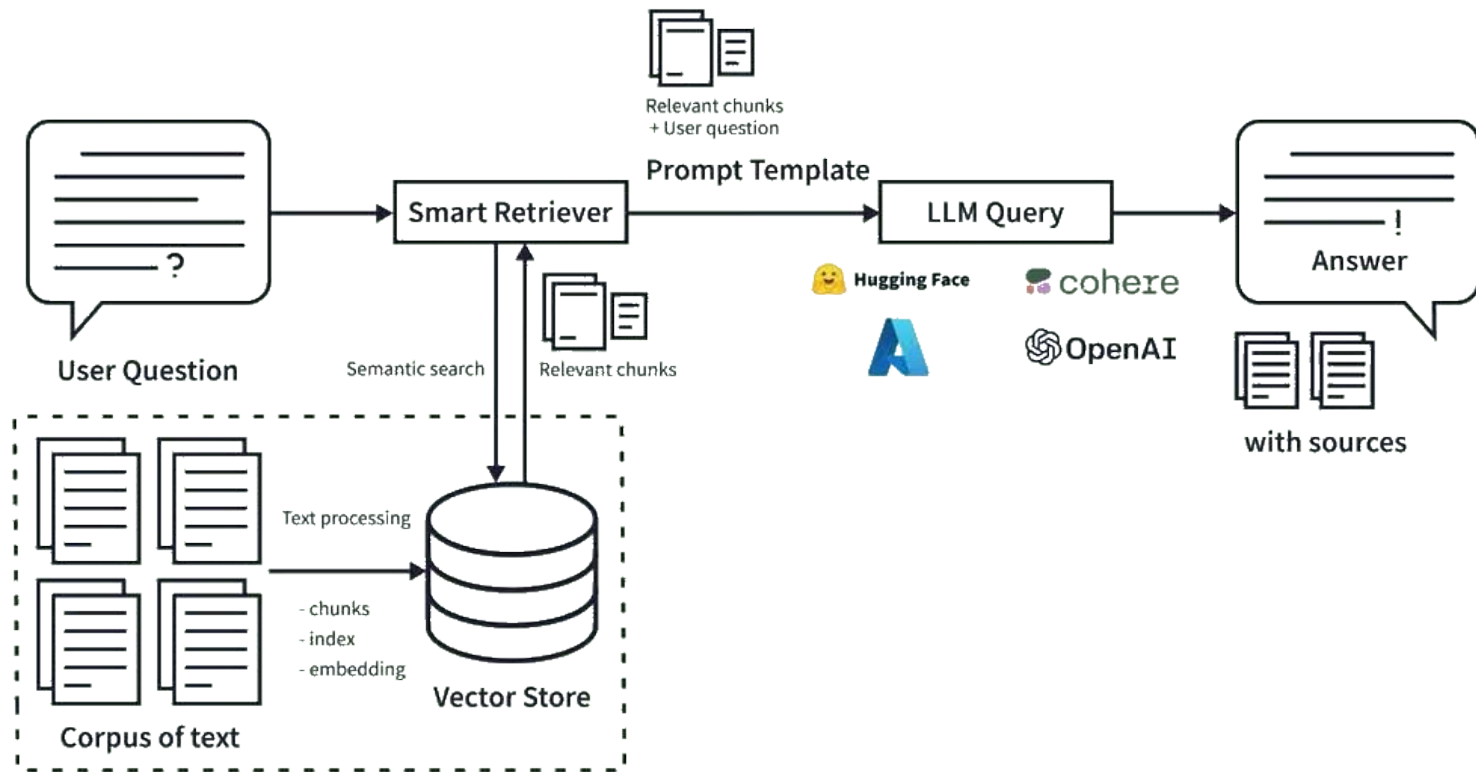 Relevant chunks
+ User question
Prompt Template
Smart Retriever
LLM Query
?
!
Answer
Hugging Face
cohere
OpenAI
User Question
Semantic search
Relevant chunks
with sources
Text processing
- chunks
- index
- embedding
Vector Store
Corpus of text